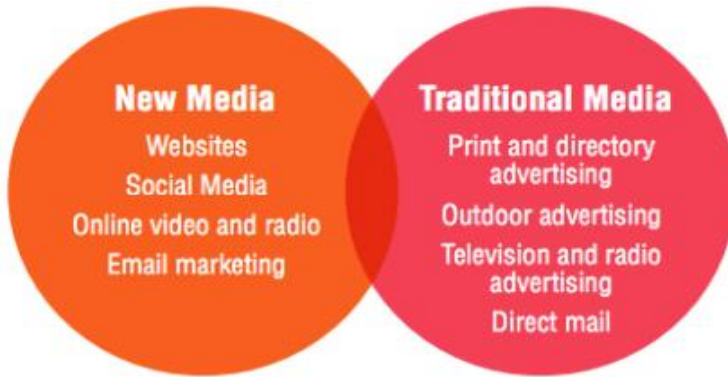 New Media
Websites
Social Media
Online video and radio
Email marketing
Traditional Media
Print and directory
advertising
Outdoor advertising
Television and radio
advertising
Direct mail